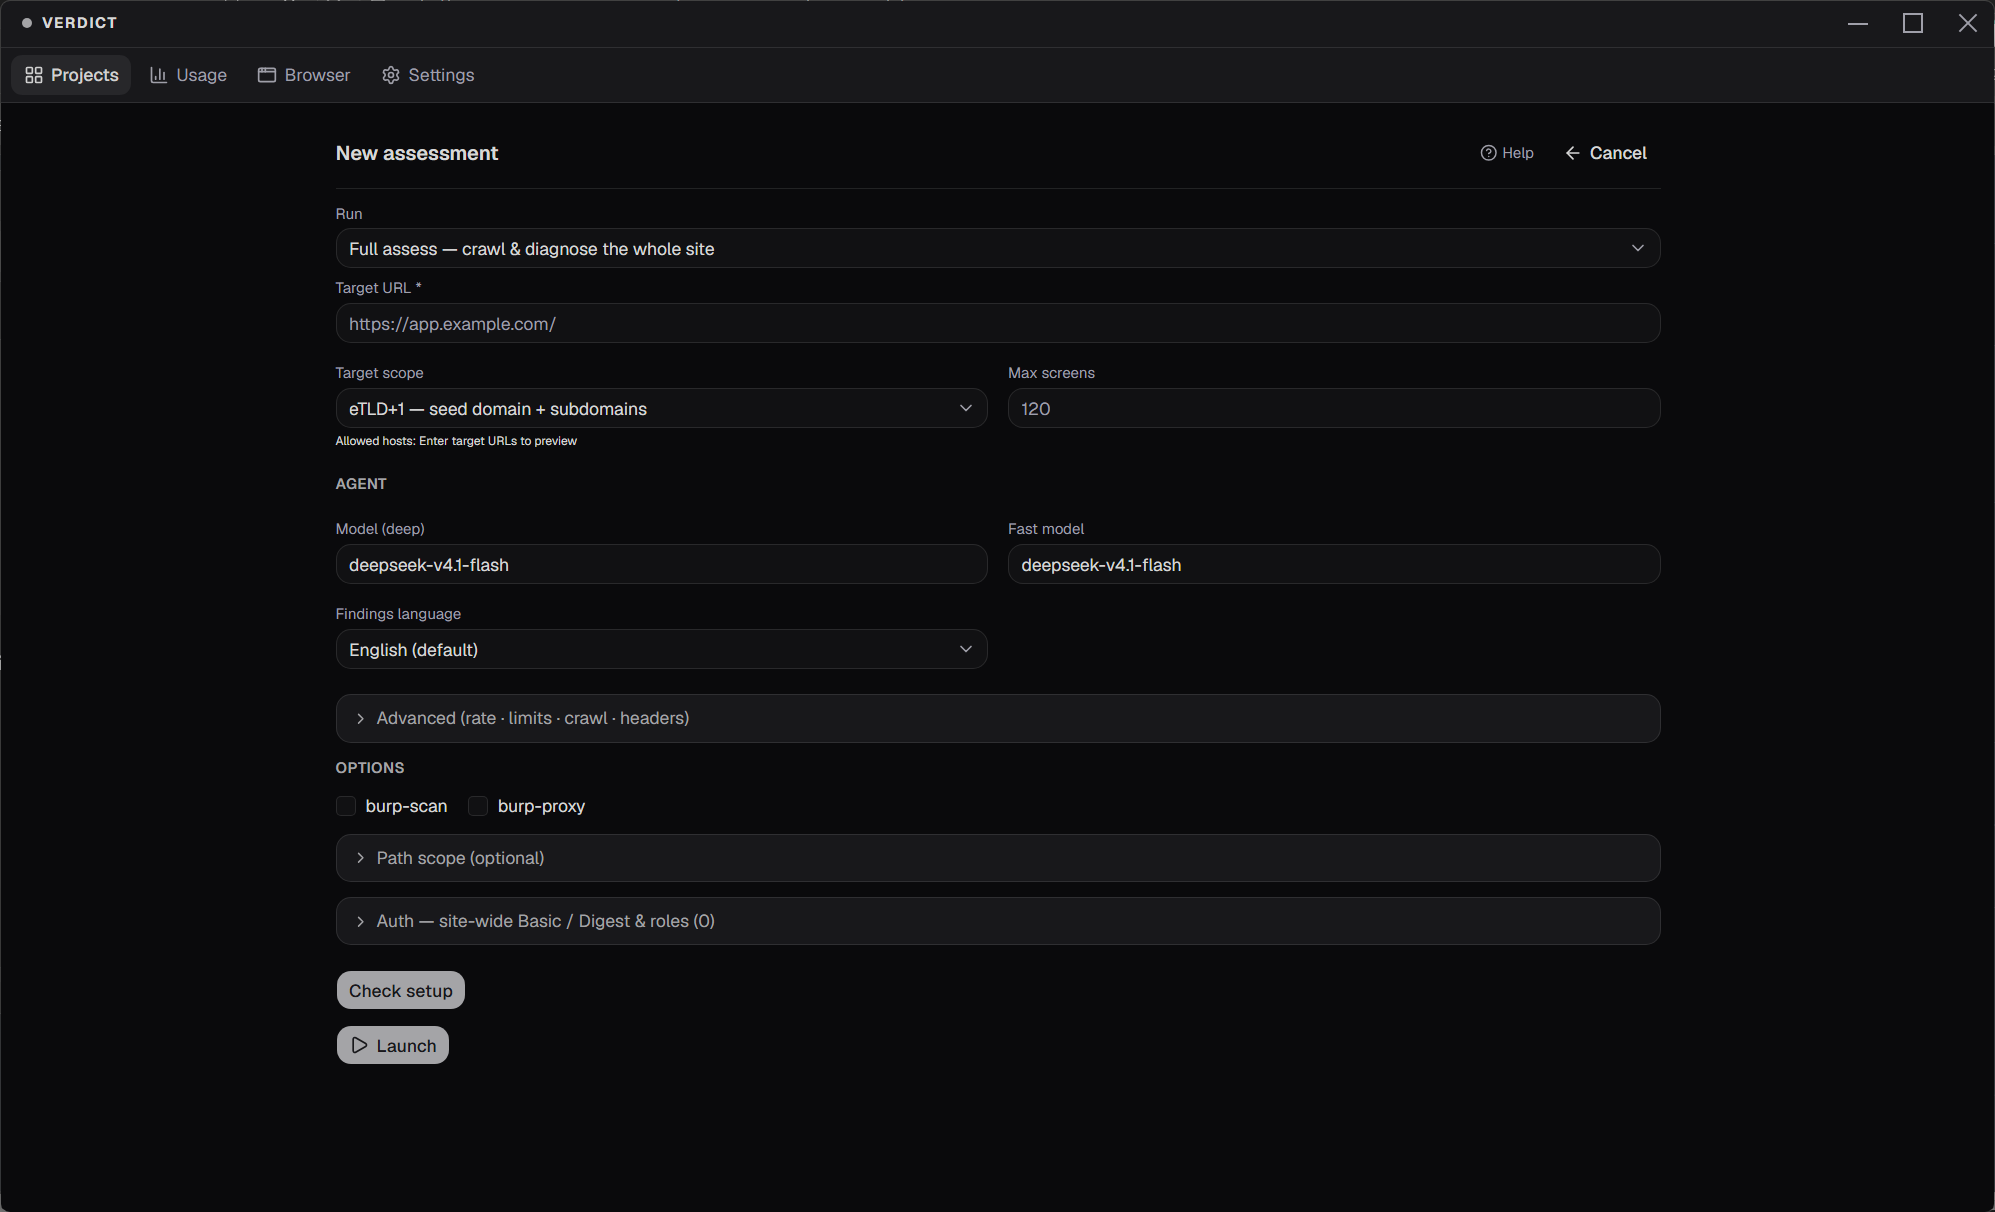 VERDICT
Projects Usage Browser Settings
New assessment
Help Cancel
Run
Full assess — crawl & diagnose the whole site
Target URL *
https://app.example.com/
Target scope Max screens
eTLD+1 — seed domain + subdomains 120
Allowed hosts: Enter target URLs to preview
AGENT
Model (deep) Fast model
deepseek-v4.1-flash deepseek-v4.1-flash
Findings language
English (default)
Advanced (rate · limits · crawl · headers)
OPTIONS
burp-scan burp-proxy
Path scope (optional)
Auth — site-wide Basic / Digest & roles (0)
Check setup
Launch